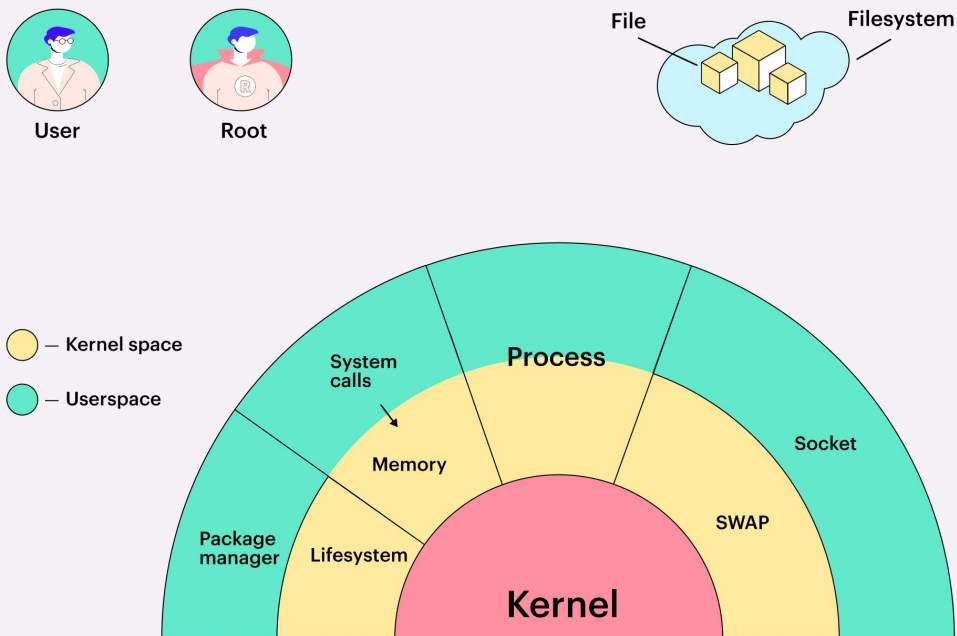 File
Filesystem
User
Root
— Kernel space
— Userspace
System
calls
Process
Memory
Socket
SWAP
Package
manager
Lifesystem
Kernel
R